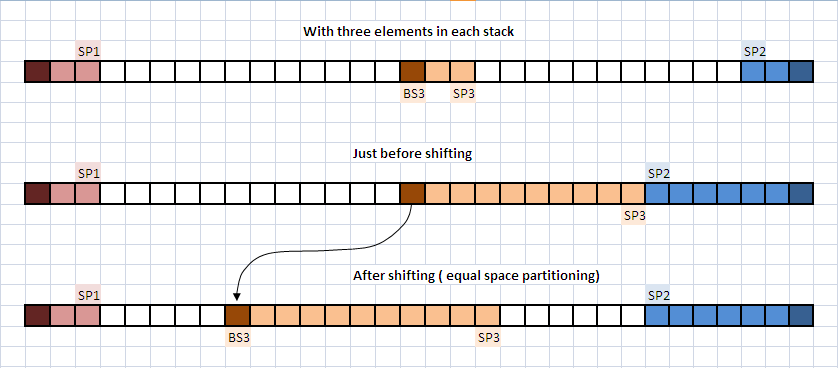 With three elements in each stack
SP1
SP2
BS3
SP3
Just before shifting
SP1
SP2
SP3
After shifting ( equal space partitioning)
SP1
SP2
BS3
SP3